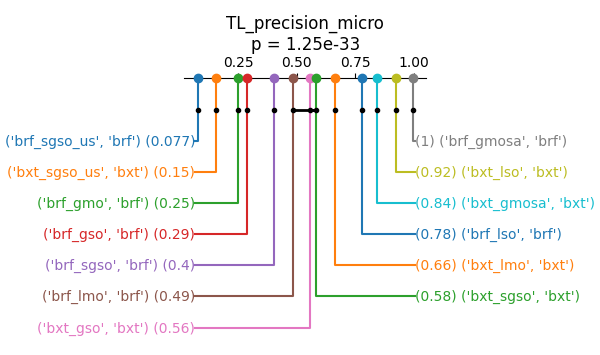 TL_precision_micro
p = 1.25e-33
0.25 0.50 0.75 1.00
('brf_sgso_us', 'brf') (0.077)
(1) ('brf_gmosa', 'brf')
('bxt_sgso_us', 'bxt') (0.15)
(0.92) ('bxt_lso', 'bxt')
('brf_gmo', 'brf') (0.25)
(0.84) ('bxt_gmosa', 'bxt')
('brf_gso', 'brf') (0.29)
(0.78) ('brf_lso', 'brf')
('brf_sgso', 'brf') (0.4)
(0.66) ('bxt_lmo', 'bxt')
('brf_lmo', 'brf') (0.49)
(0.58) ('bxt_sgso', 'bxt')
('bxt_gso', 'bxt') (0.56)